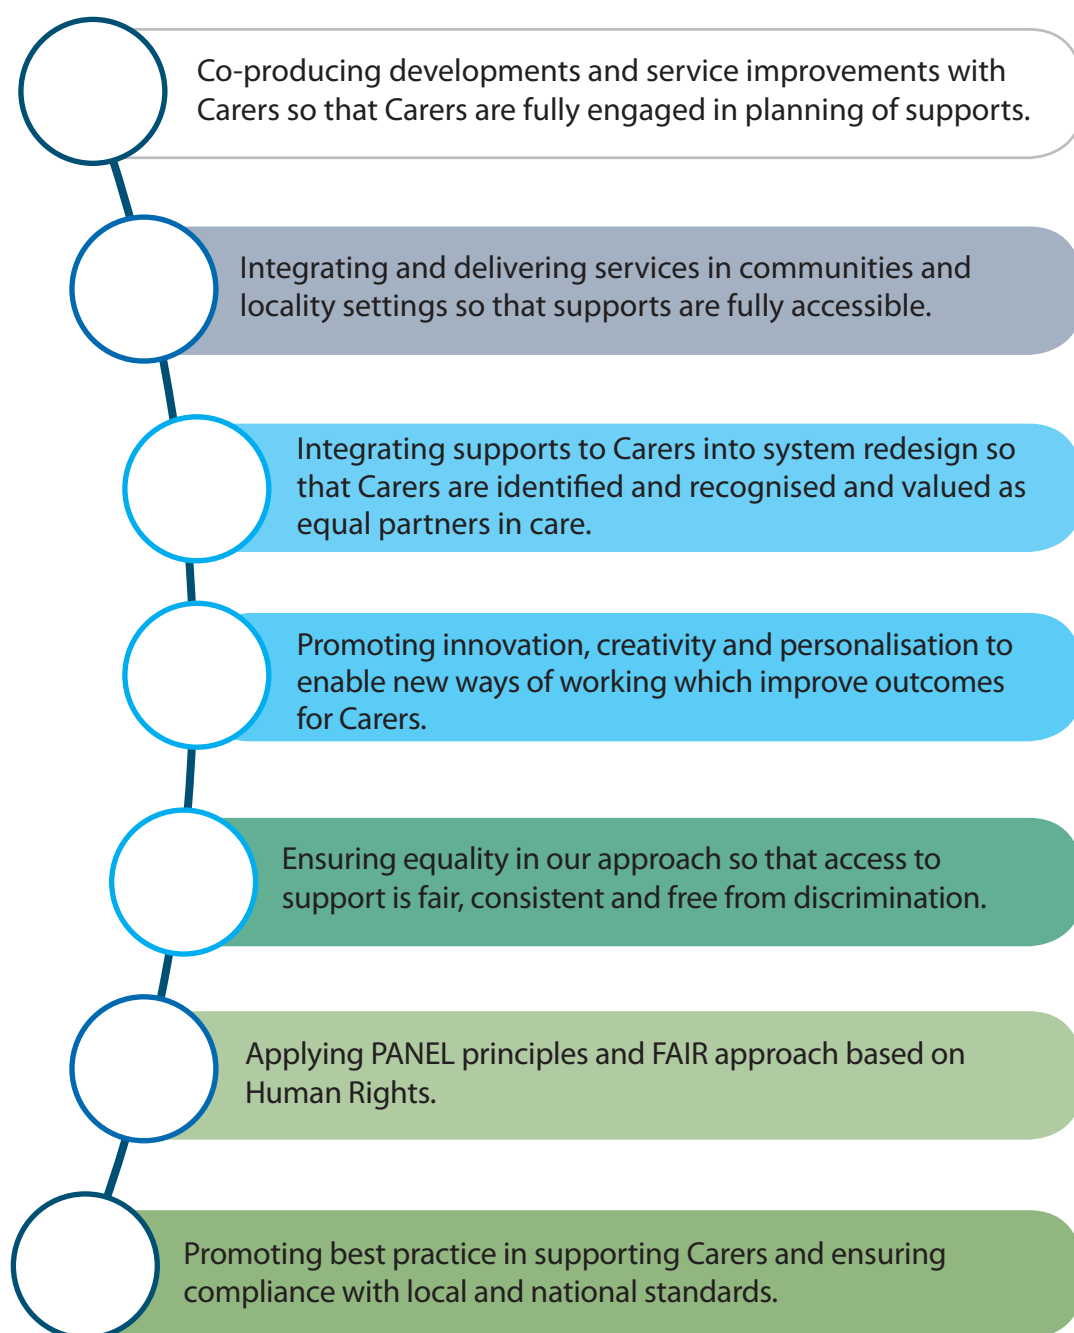 Co-producing developments and service improvements with
Carers so that Carers are fully engaged in planning of supports.
Integrating and delivering services in communities and
locality settings so that supports are fully accessible.
Integrating supports to Carers into system redesign so
that Carers are identified and recognised and valued as
equal partners in care.
Promoting innovation, creativity and personalisation to
enable new ways of working which improve outcomes
for Carers.
Ensuring equality in our approach so that access to
support is fair, consistent and free from discrimination.
Applying PANEL principles and FAIR approach based on
Human Rights.
Promoting best practice in supporting Carers and ensuring
compliance with local and national standards.